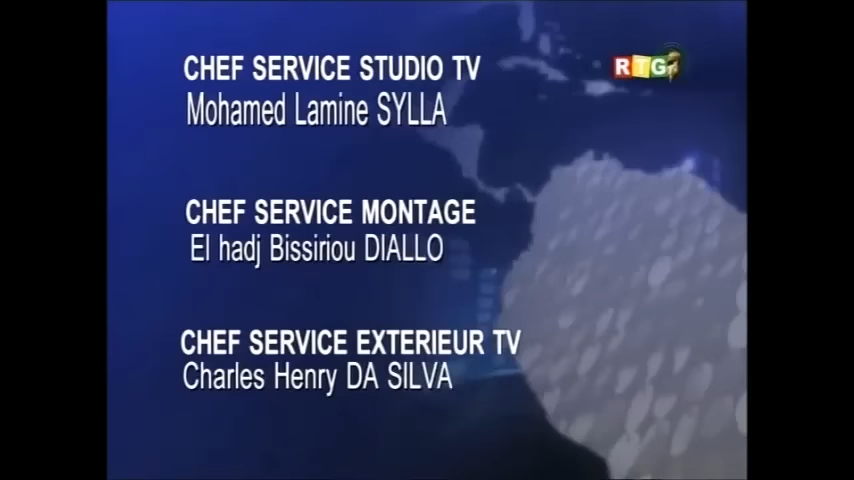 CHEF SERVICE STUDIO TV
RTG
Mohamed Lamine SYLLA
CHEF SERVICE MONTAGE
El hadj Bissiriou DIALLO
CHEF SERVICE EXTERIEUR TV
Charles Henry DA SILVA